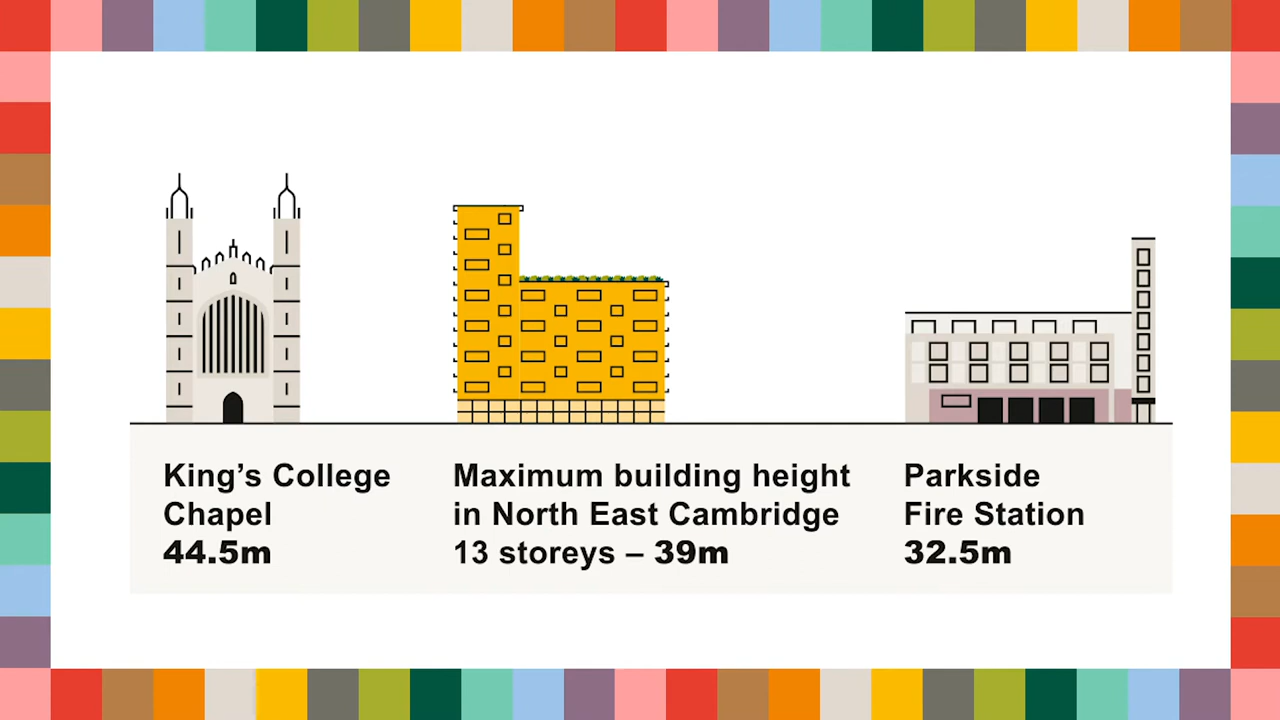 King’s College
Chapel
44.5m
Maximum building height
in North East Cambridge
13 storeys – 39m
Parkside
Fire Station
32.5m